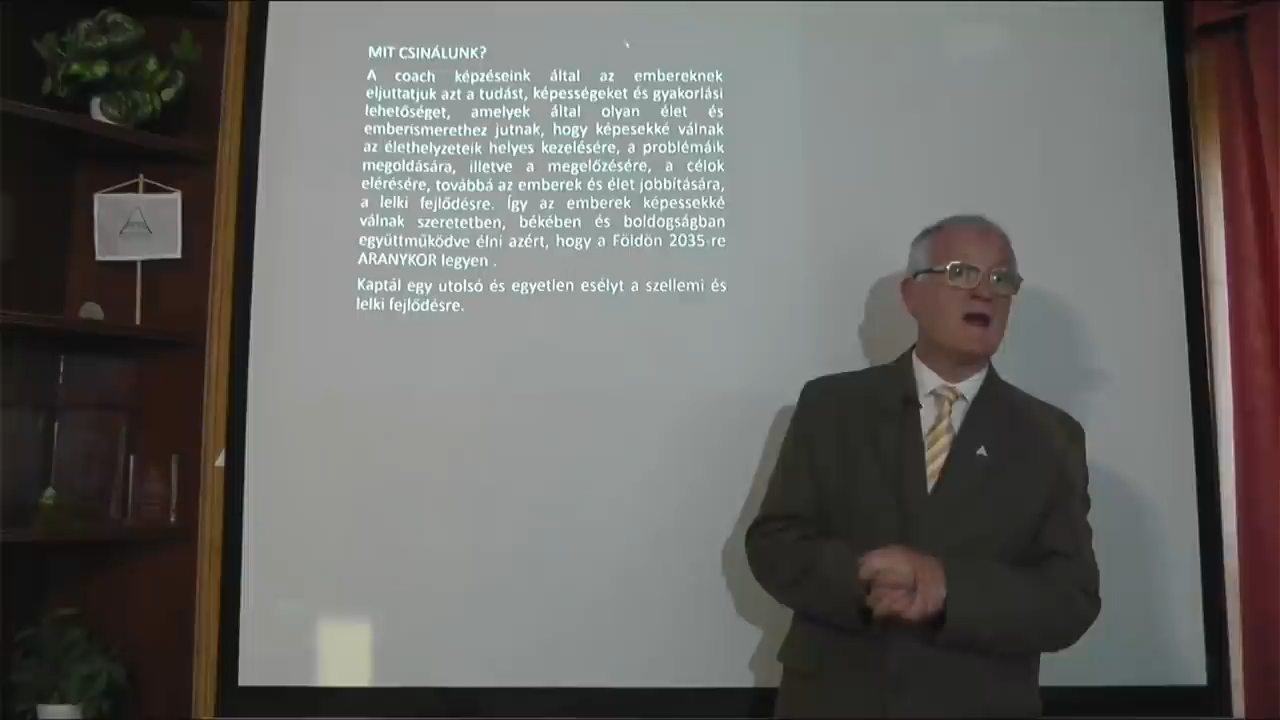 MIT CSINÁLUNK?
A coach képzéseink által az embereknek
eljuttatjuk azt a tudást, képességeket és gyakorlási
lehetőséget, amelyek által olyan élet és
emberismerethez jutnak, hogy képesekké válnak
az élethelyzeteik helyes kezelésére, a problémáik
megoldására, illetve a megelőzésére, a célok
elérésére, továbbá az emberek és élet jobbítására,
a lelki fejlődésre. Így az emberek képessekké
válnak szeretetben, békében és boldogságban
együttműködve élni azért, hogy a Földön 2035-re
ARANYKOR legyen .
Kaptál egy utolsó és egyetlen esélyt a szellemi és
lelki fejlődésre.